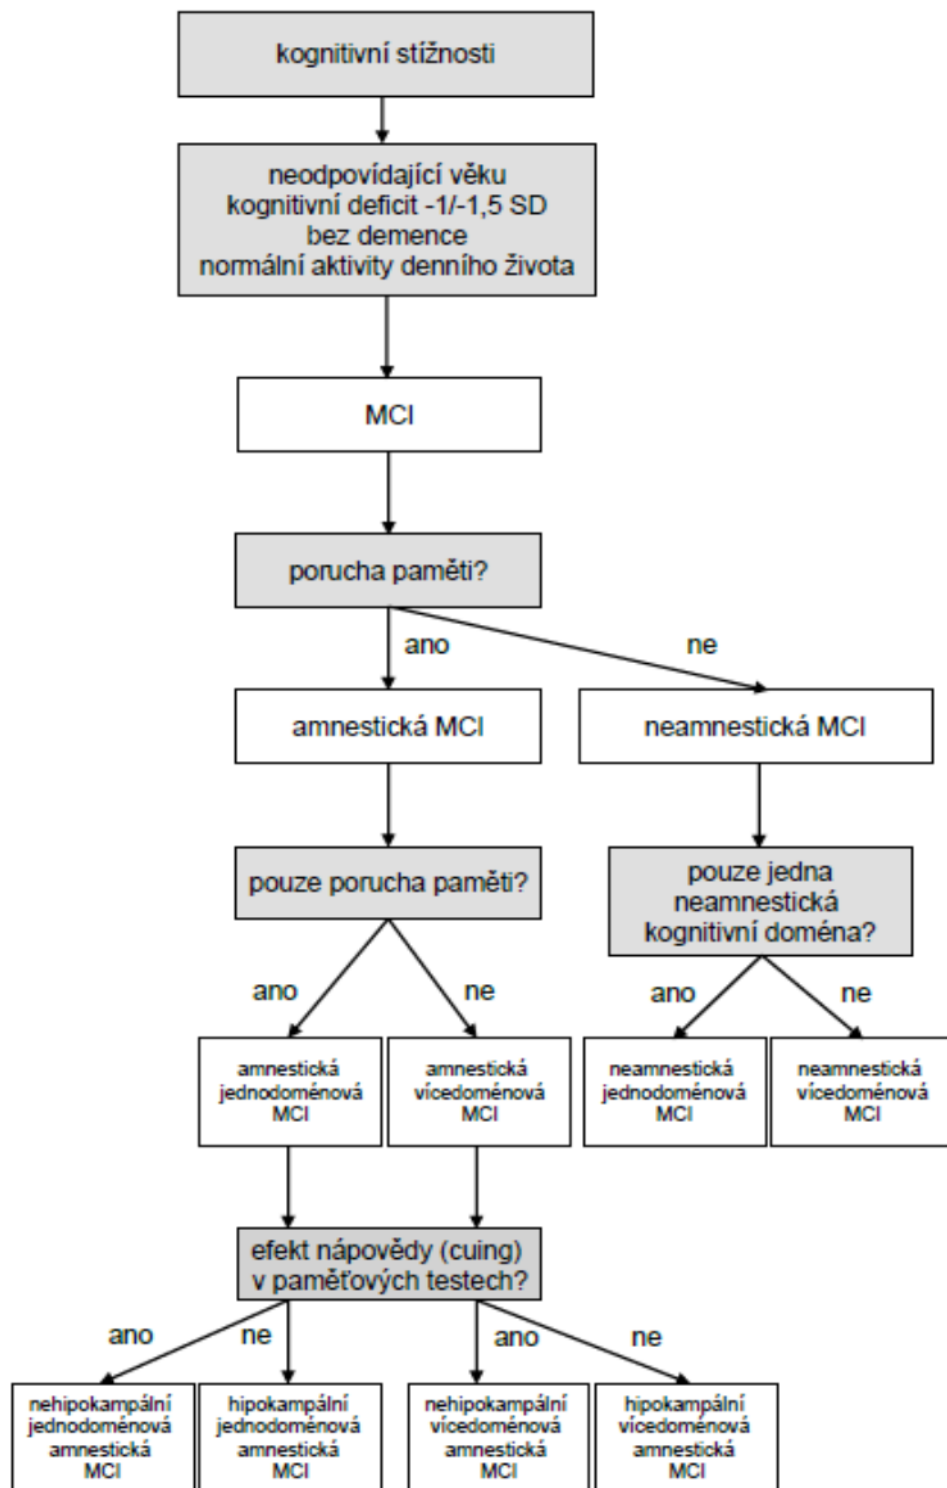 kognitivní stížnosti
neodpovídající věku
kognitivní deficit -1/-1,5 SD
bez demence
normální aktivity denního života
MCI
porucha paměti?
ano
ne
amnestická MCI
neamnestická MCI
pouze porucha paměti?
pouze jedna
neamnestická
kognitivní doména?
ano
ne
ano
ne
amnestická
jednodoménová
MCI
amnestická
vícedoménová
MCI
neamnestická
jednodoménová
MCI
neamnestická
vícedoménová
MCI
efekt nápovědy (cuing)
v paměťových testech?
ano
ne
ano
ne
nehipokampální
jednodoménová
amnestická
MCI
hipokampální
jednodoménová
amnestická
MCI
nehipokampální
vícedoménová
amnestická
MCI
hipokampální
vícedoménová
amnestická
MCI